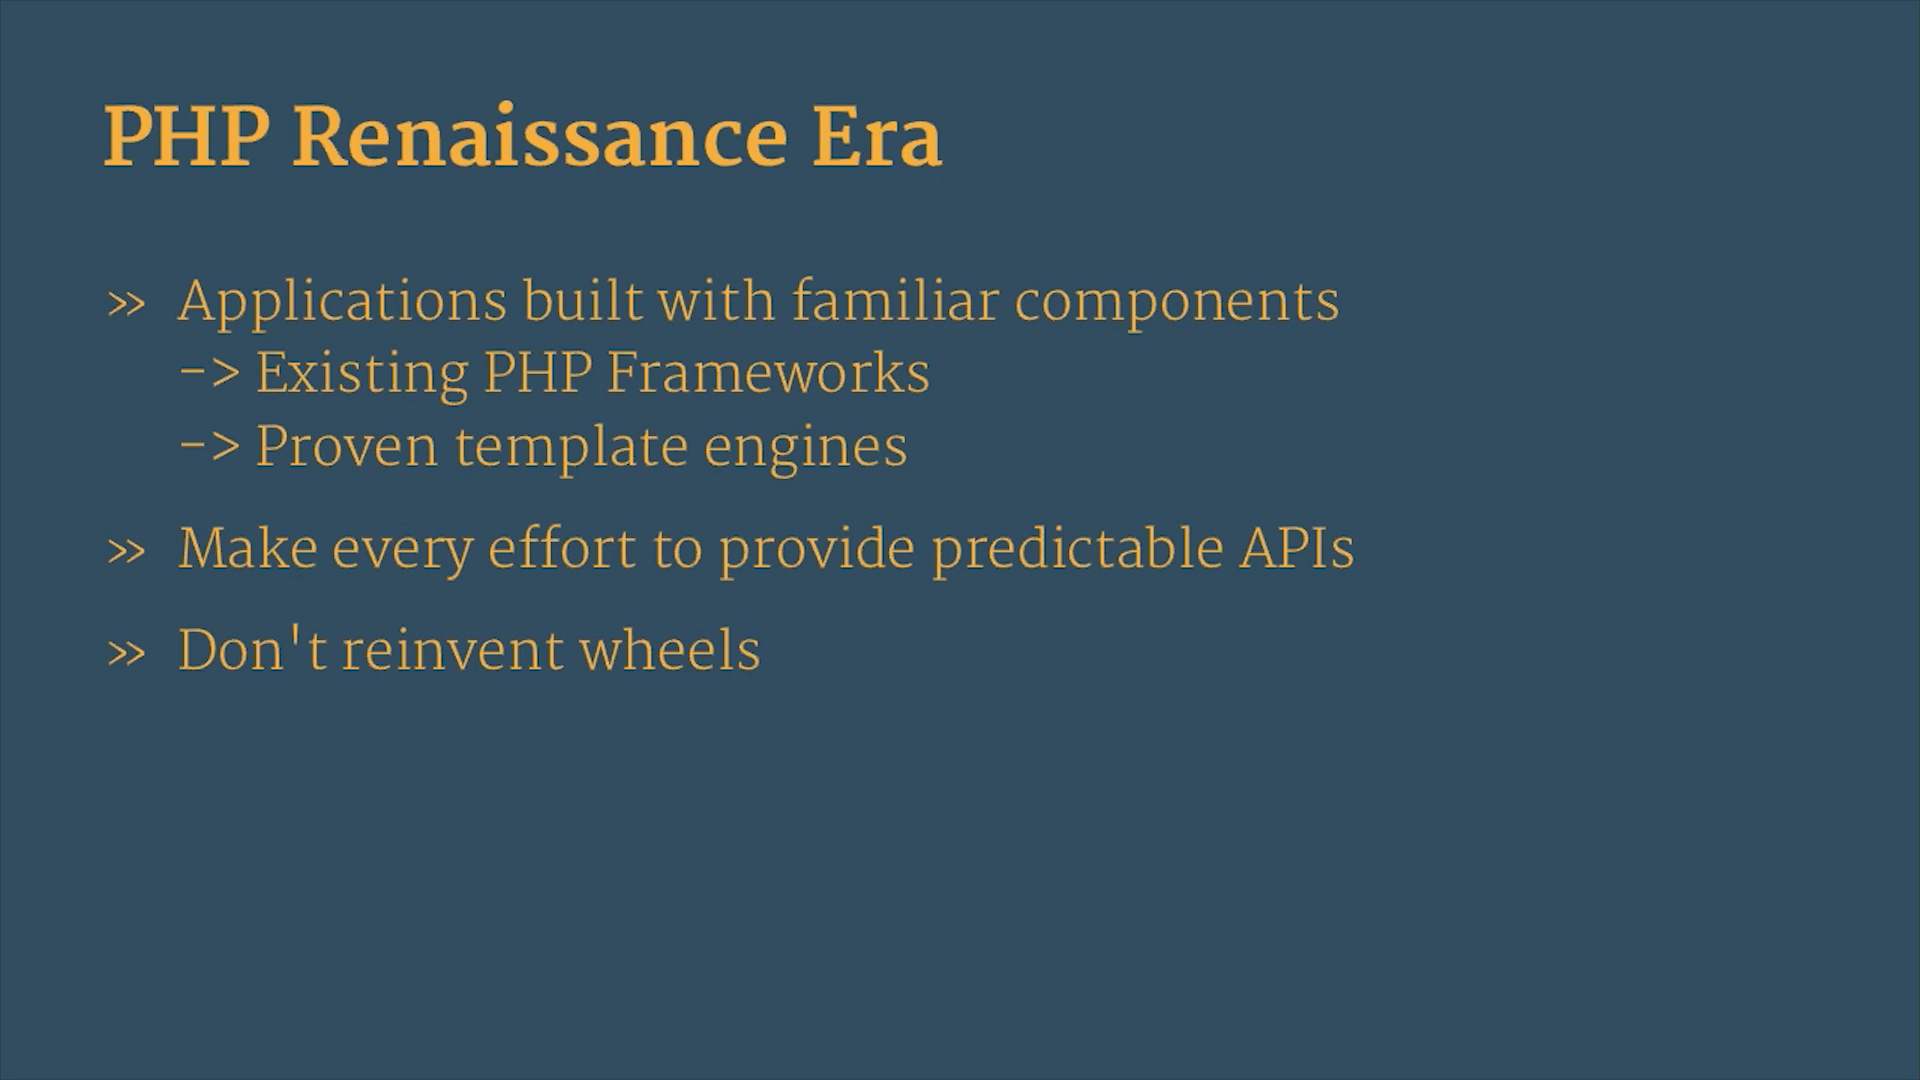 PHP Renaissance Era
» Applications built with familiar components
-> Existing PHP Frameworks
-> Proven template engines
» Make every effort to provide predictable APIs
» Don't reinvent wheels